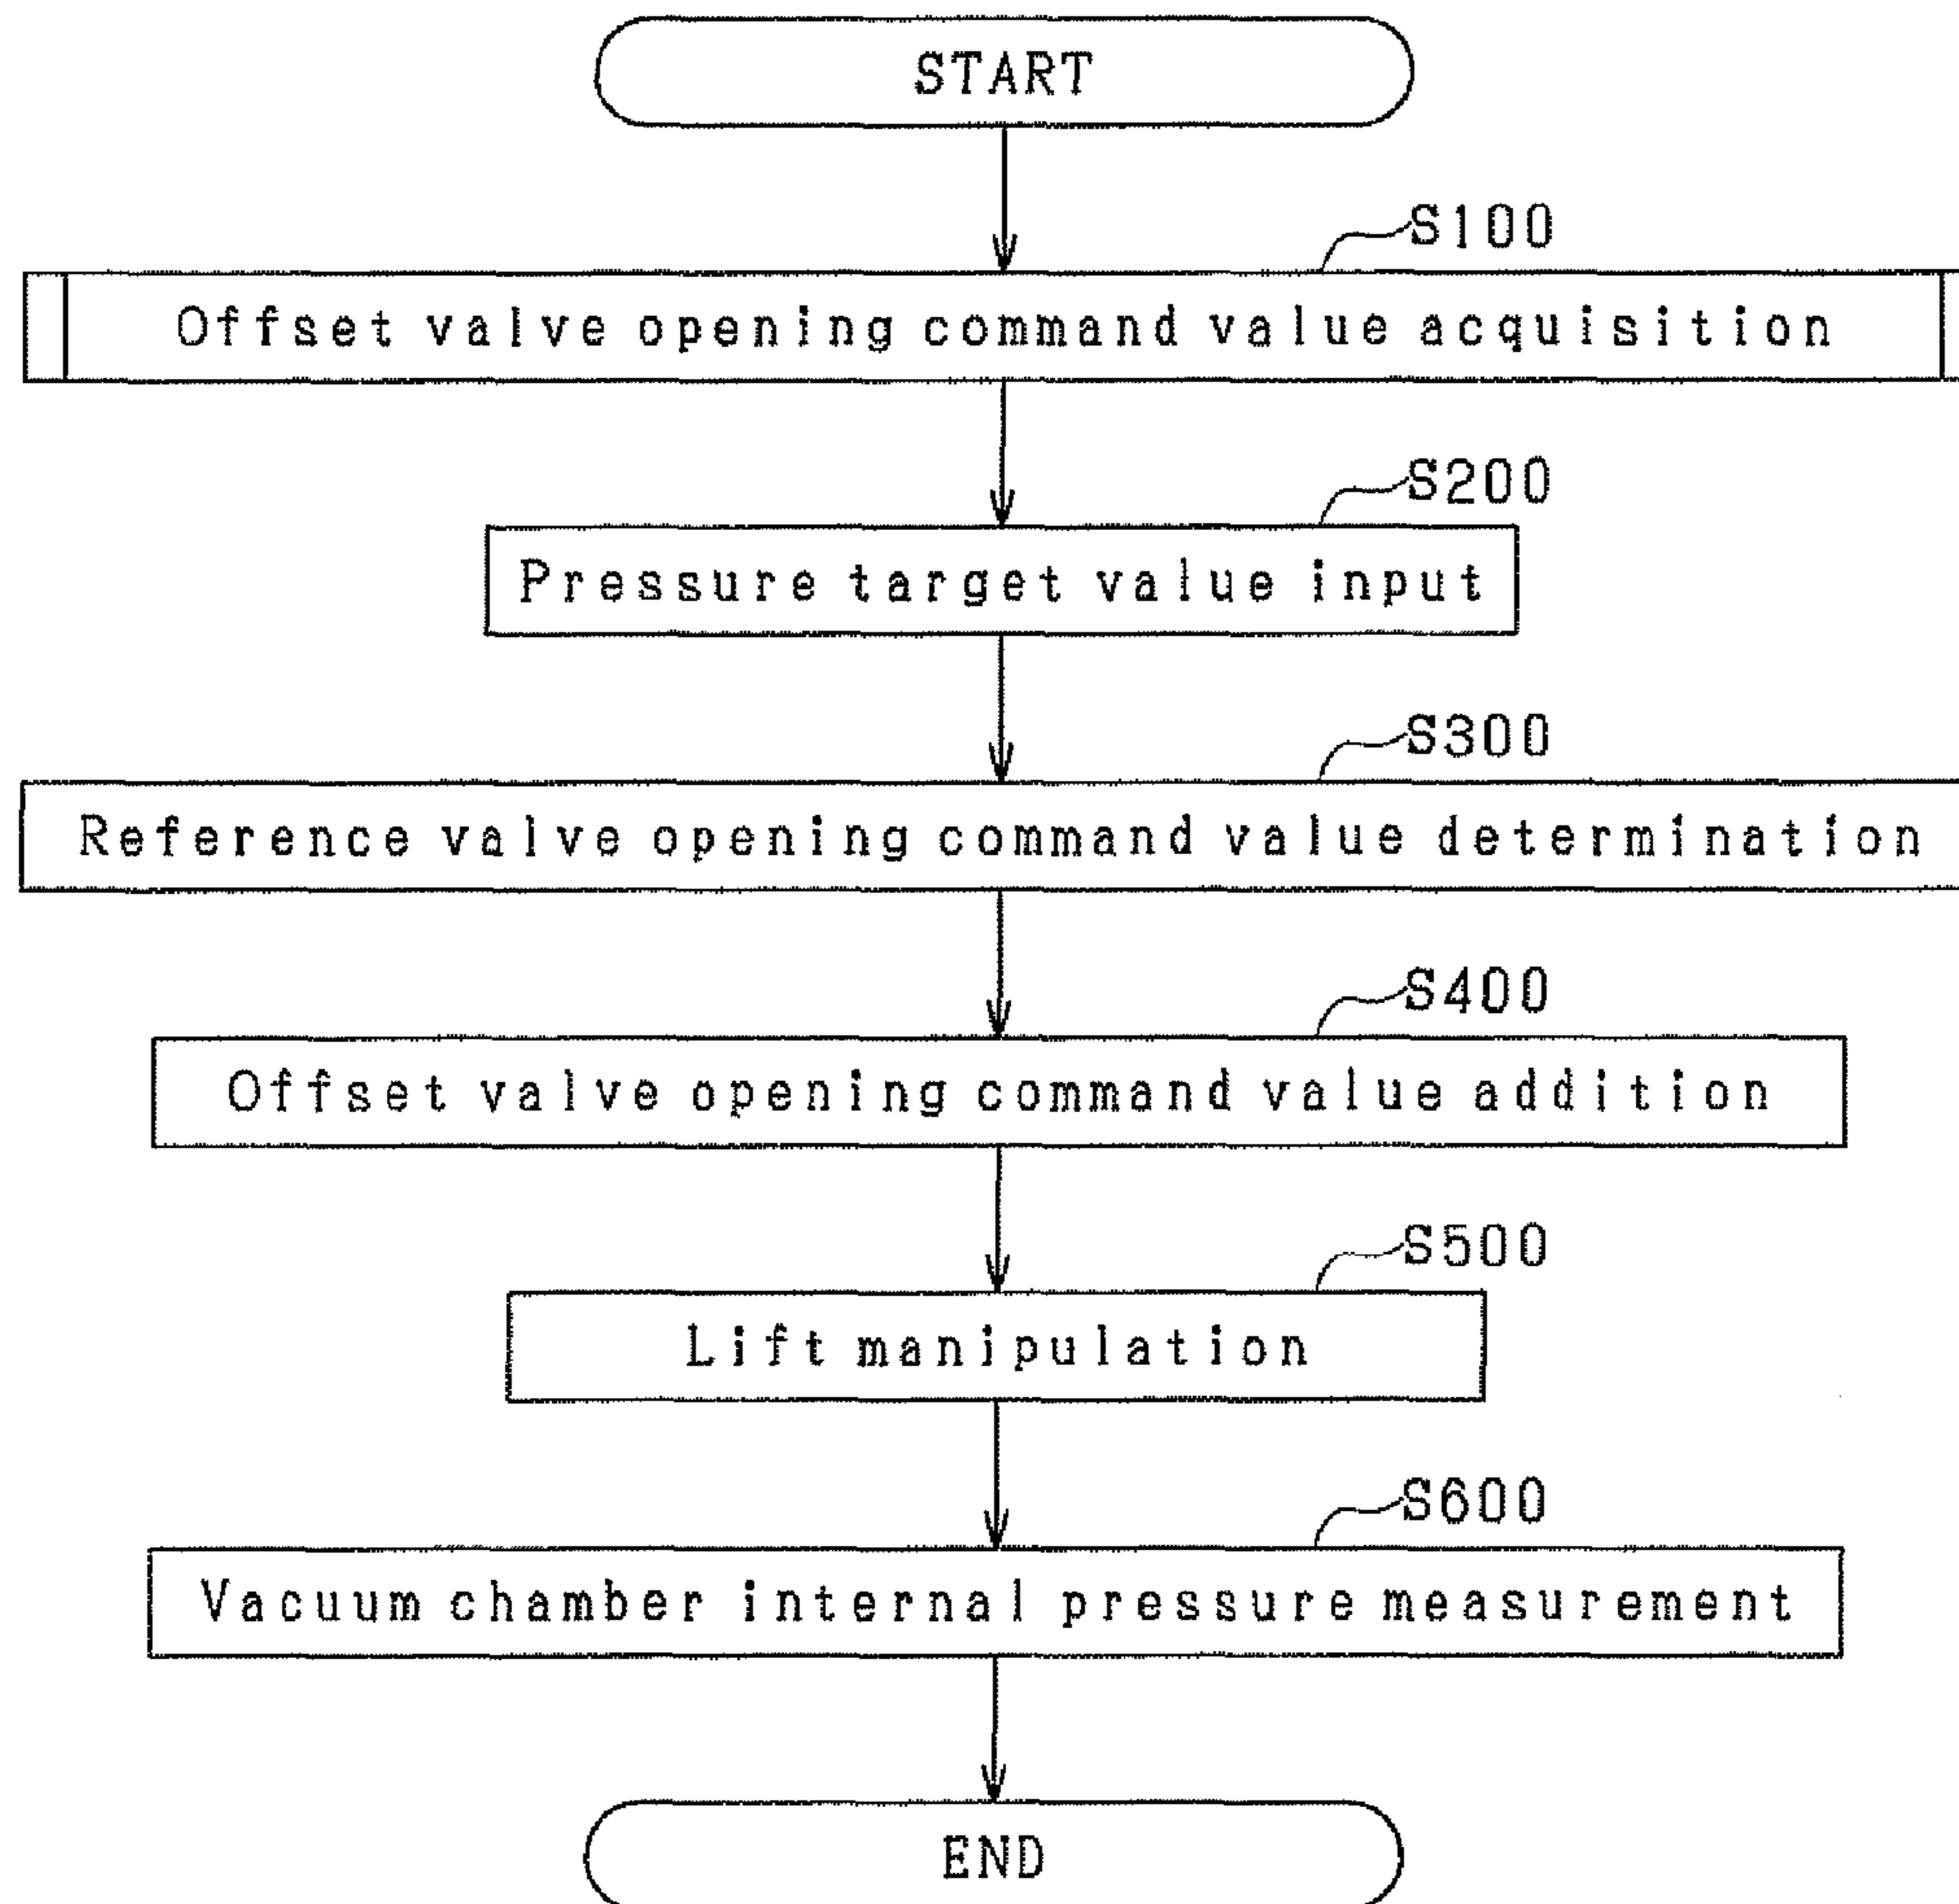 START
S100
Offset valve opening command value acquisition
S200
Pressure target value input
S300
Reference valve opening command value determination
S400
Offset valve opening command value addition
S500
Lift manipulation
S600
Vacuum chamber internal pressure measurement
END